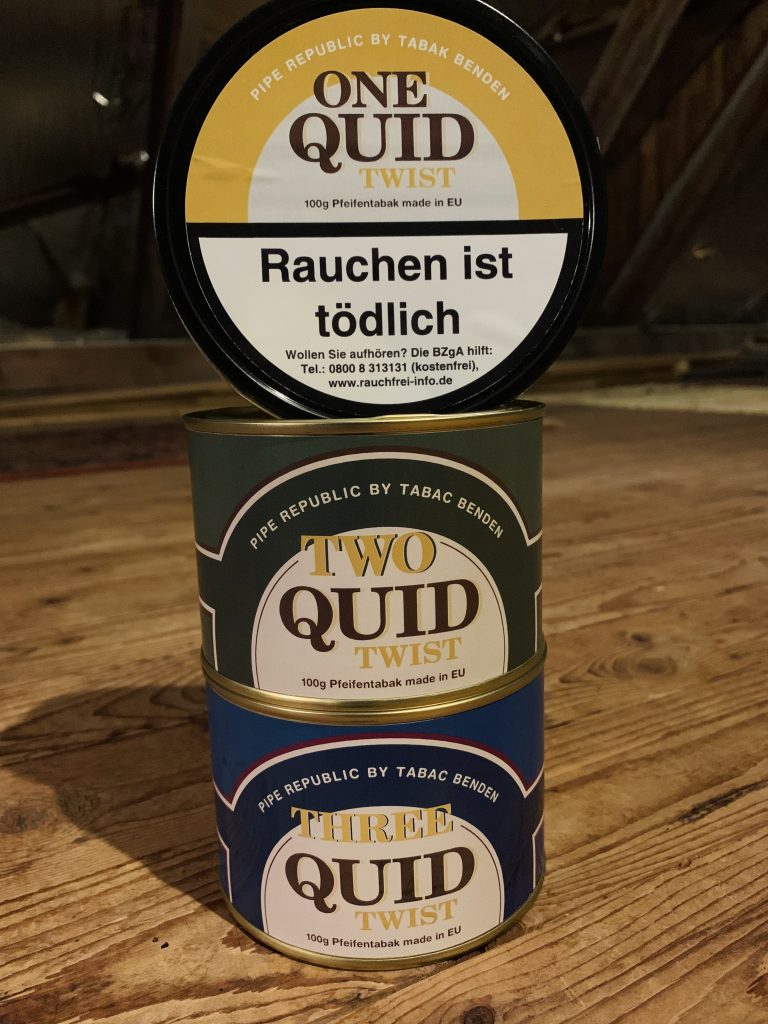 PIPE REPUBLIC BY TABAK BENDEN
ONE
QUID
TWIST
100g Pfeifentabak made in EU
Rauchen ist
tödlich
Wollen Sie aufhören? Die BZgA hilft:
Tel.: 0800 8 313131 (kostenfrei),
www.rauchfrei-info.de
PIPE REPUBLIC BY TABAC BENDEN
TWO
QUID
TWIST
100g Pfeifentabak made in EU
PIPE REPUBLIC BY TABAC BENDEN
THREE
QUID
TWIST
100g Pfeifentabak made in EU